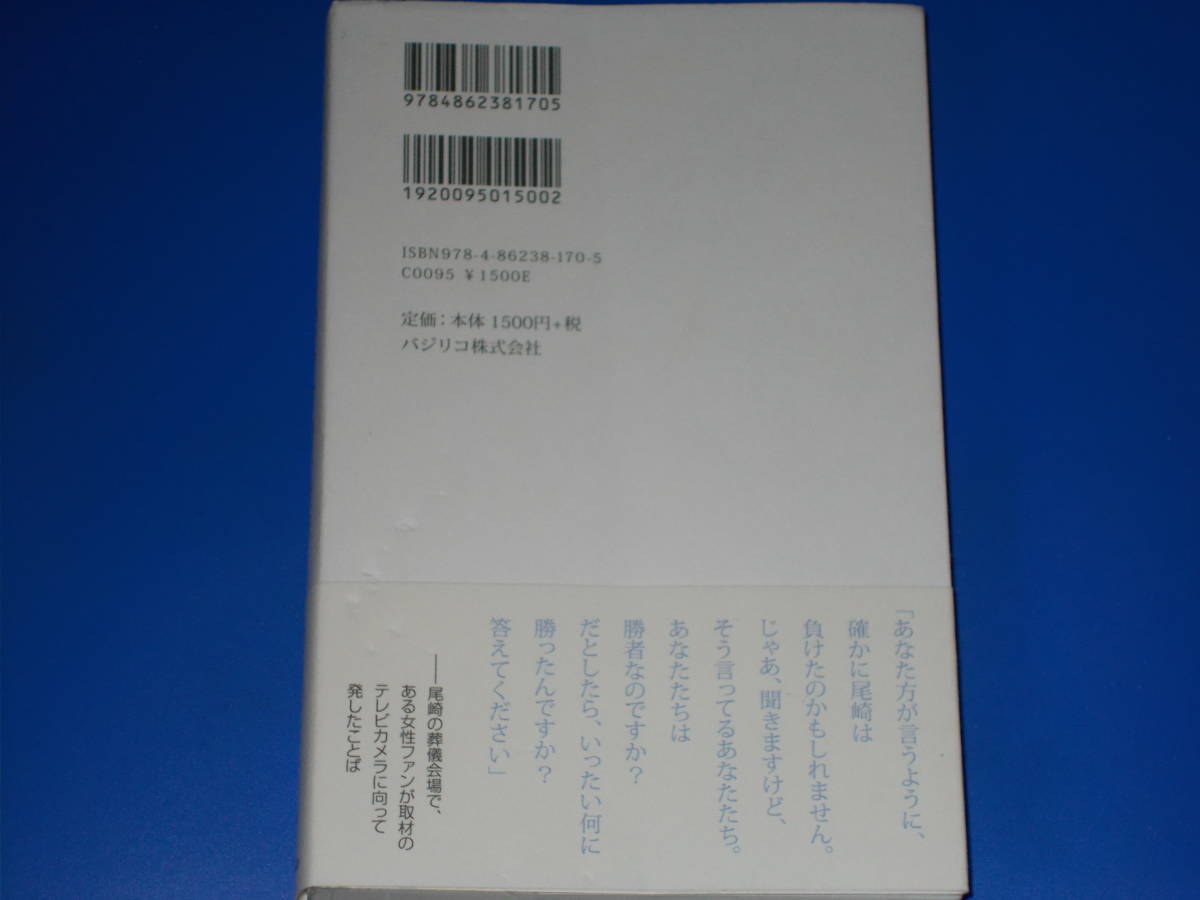 9784862381705
1920095015002
ISBN978-4-86238-170-5
C0095 ¥1500E
定価：本体 1500円+税
バジリコ株式会社
「あなた方が言うように、
確かに尾崎は
負けたのかもしれません。
じゃあ、聞きますけど、
そう言ってるあなたたち。
あなたたちは
勝者なのですか？
だとしたら、いったい何に
勝ったんですか？
答えてください」
――尾崎の葬儀会場で、
ある女性ファンが取材の
テレビカメラに向って
発したことば